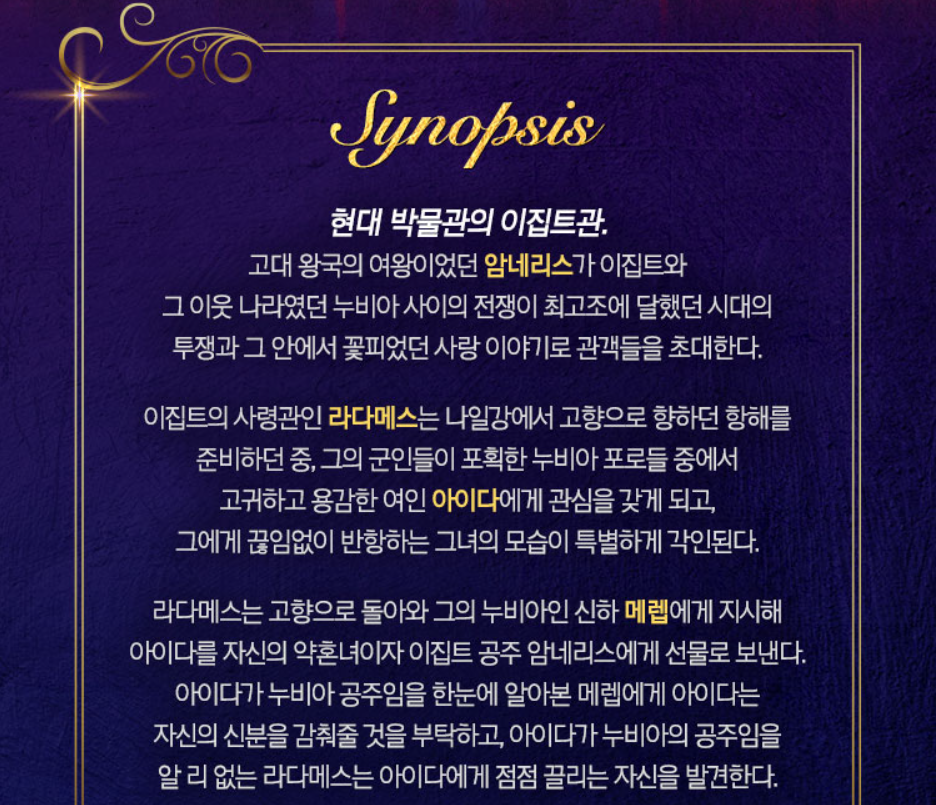 Synopsis
현대 박물관의 이집트관.
고대 왕국의 여왕이었던 암네리스가 이집트와
그 이웃 나라였던 누비아 사이의 전쟁이 최고조에 달했던 시대의
투쟁과 그 안에서 꽃피었던 사랑 이야기로 관객들을 초대한다.
이집트의 사령관인 라다메스는 나일강에서 고향으로 향하던 항해를
준비하던 중, 그의 군인들이 포획한 누비아 포로들 중에서
고귀하고 용감한 여인 아이다에게 관심을 갖게 되고,
그에게 끊임없이 반항하는 그녀의 모습이 특별하게 각인된다.
라다메스는 고향으로 돌아와 그의 누비아인 신하 메렙에게 지시해
아이다를 자신의 약혼녀이자 이집트 공주 암네리스에게 선물로 보낸다.
아이다가 누비아 공주임을 한눈에 알아본 메렙에게 아이다는
자신의 신분을 감춰줄 것을 부탁하고, 아이다가 누비아의 공주임을
알 리 없는 라다메스는 아이다에게 점점 끌리는 자신을 발견한다.